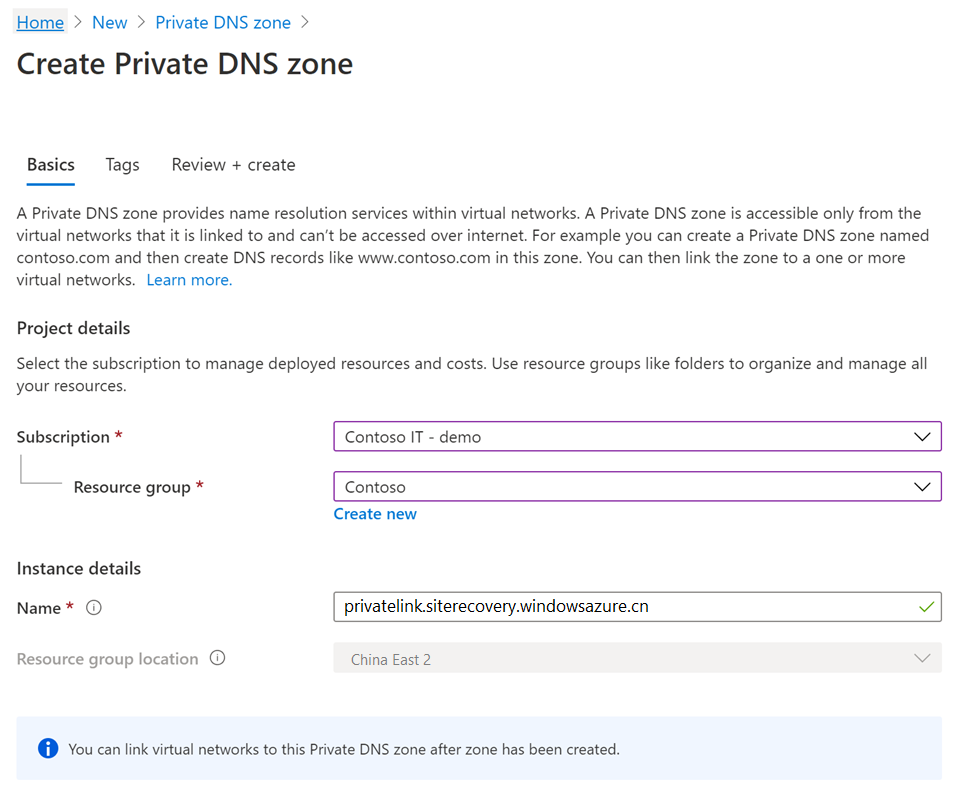 Home > New > Private DNS zone >
Create Private DNS zone
Basics Tags Review + create
A Private DNS zone provides name resolution services within virtual networks. A Private DNS zone is accessible only from the
virtual networks that it is linked to and can’t be accessed over internet. For example you can create a Private DNS zone named
contoso.com and then create DNS records like www.contoso.com in this zone. You can then link the zone to a one or more
virtual networks. Learn more.
Project details
Select the subscription to manage deployed resources and costs. Use resource groups like folders to organize and manage all
your resources.
Subscription * Contoso IT - demo
Resource group * Contoso
Create new
Instance details
Name * privatelink.siterecovery.windowsazure.cn
Resource group location China East 2
You can link virtual networks to this Private DNS zone after zone has been created.